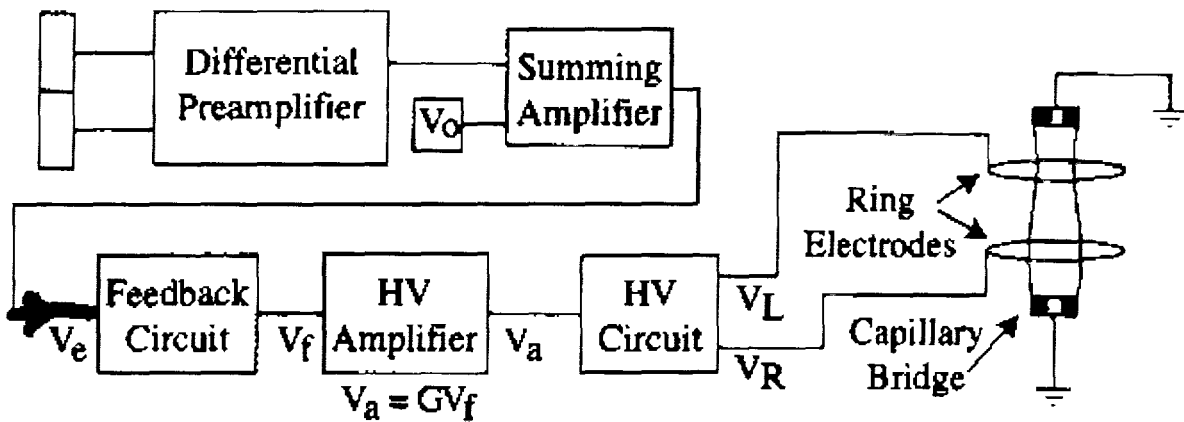 Differential
Preamplifier
Summing
Amplifier
Vo
Ring
Electrodes
Feedback
Circuit
HV
Amplifier
HV
Circuit
Ve
Vf
Va
VL
VR
Va = GVf
Capillary
Bridge